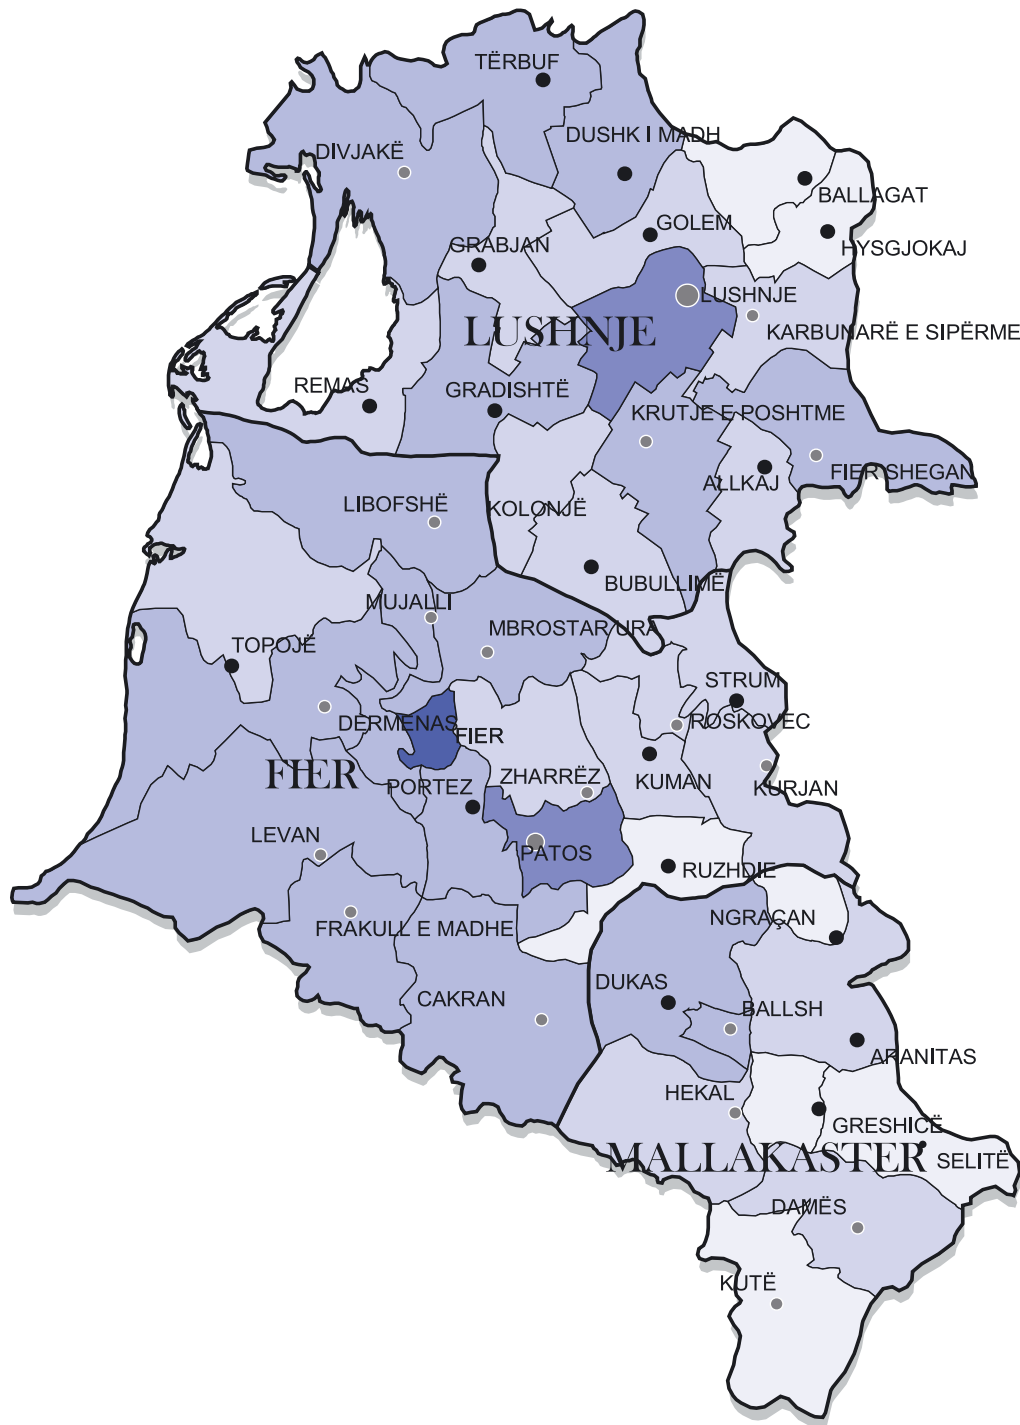 TËRBUF
DUSHK I MADH
DIVJAKË
BALLAGAT
GOLEM
GRABJAN
HYSGJOKAJ
LUSHNJE
LUSHNJE
KARBUNARË E SIPËRME
REMAS
GRADISHTË
KRUTJE E POSHTME
FIER SHEGAN
ALLKAJ
LIBOFSHË
KOLONJË
BUBULLIMË
MUJALLI
MBROSTAR URA
TOPOJË
STRUM
DERMENAS
ROSKOVEC
FIER
FIER
ZHARRËZ
KUMAN
KURJAN
PORTEZ
LEVAN
PATOS
RUZHDIE
NGRAÇAN
FRAKULL E MADHE
DUKAS
CAKRAN
BALLSH
ARANITAS
HEKAL
GRESHICË
MALLAKASTER
SELITË
DAMËS
KUTË